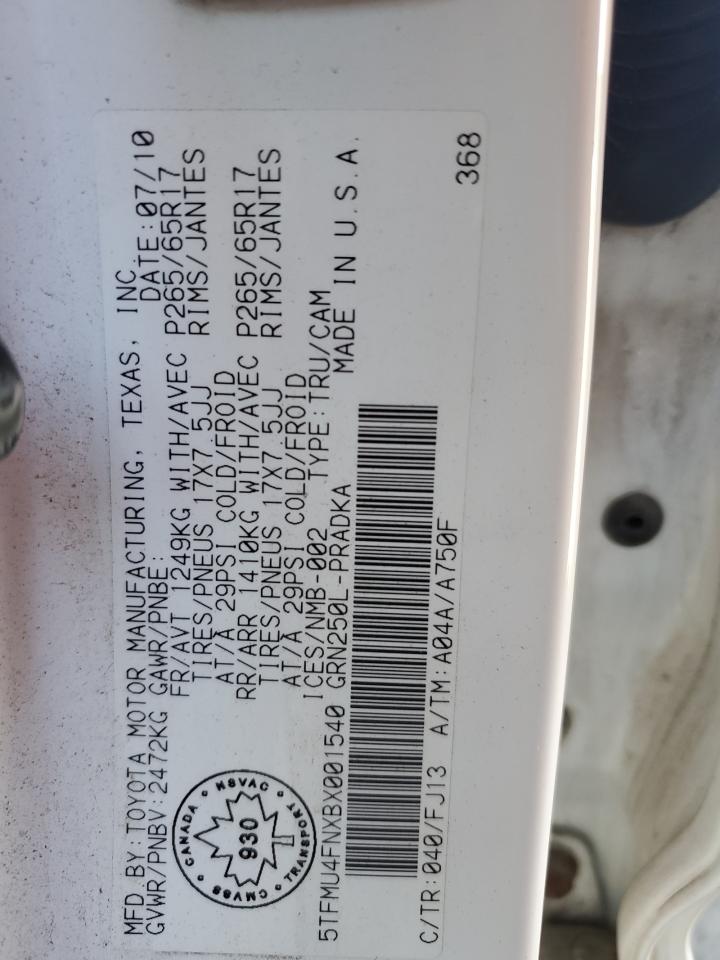 MFD.BY:TOYOTA MOTOR MANUFACTURING, TEXAS, INC.
GVWR/PNBV:2472KG GAWR/PNBE: DATE:07/10
FR/AVT 1249KG WITH/AVEC P265/65R17
TIRES/PNEUS 17X7.5JJ RIMS/JANTES
AT/A 29PSI COLD/FROID
RR/ARR 1410KG WITH/AVEC P265/65R17
TIRES/PNEUS 17X7.5JJ RIMS/JANTES
AT/A 29PSI COLD/FROID
ICES/NMB-002 TYPE:TRU/CAM
5TFMU4FNXBX001540 GRN250L-PRADKA MADE IN U.S.A.
C/TR:040/FJ13 A/TM:A04A/A750F
368
CANADA • NSVAC • TRANSPORT • CMVSS
930